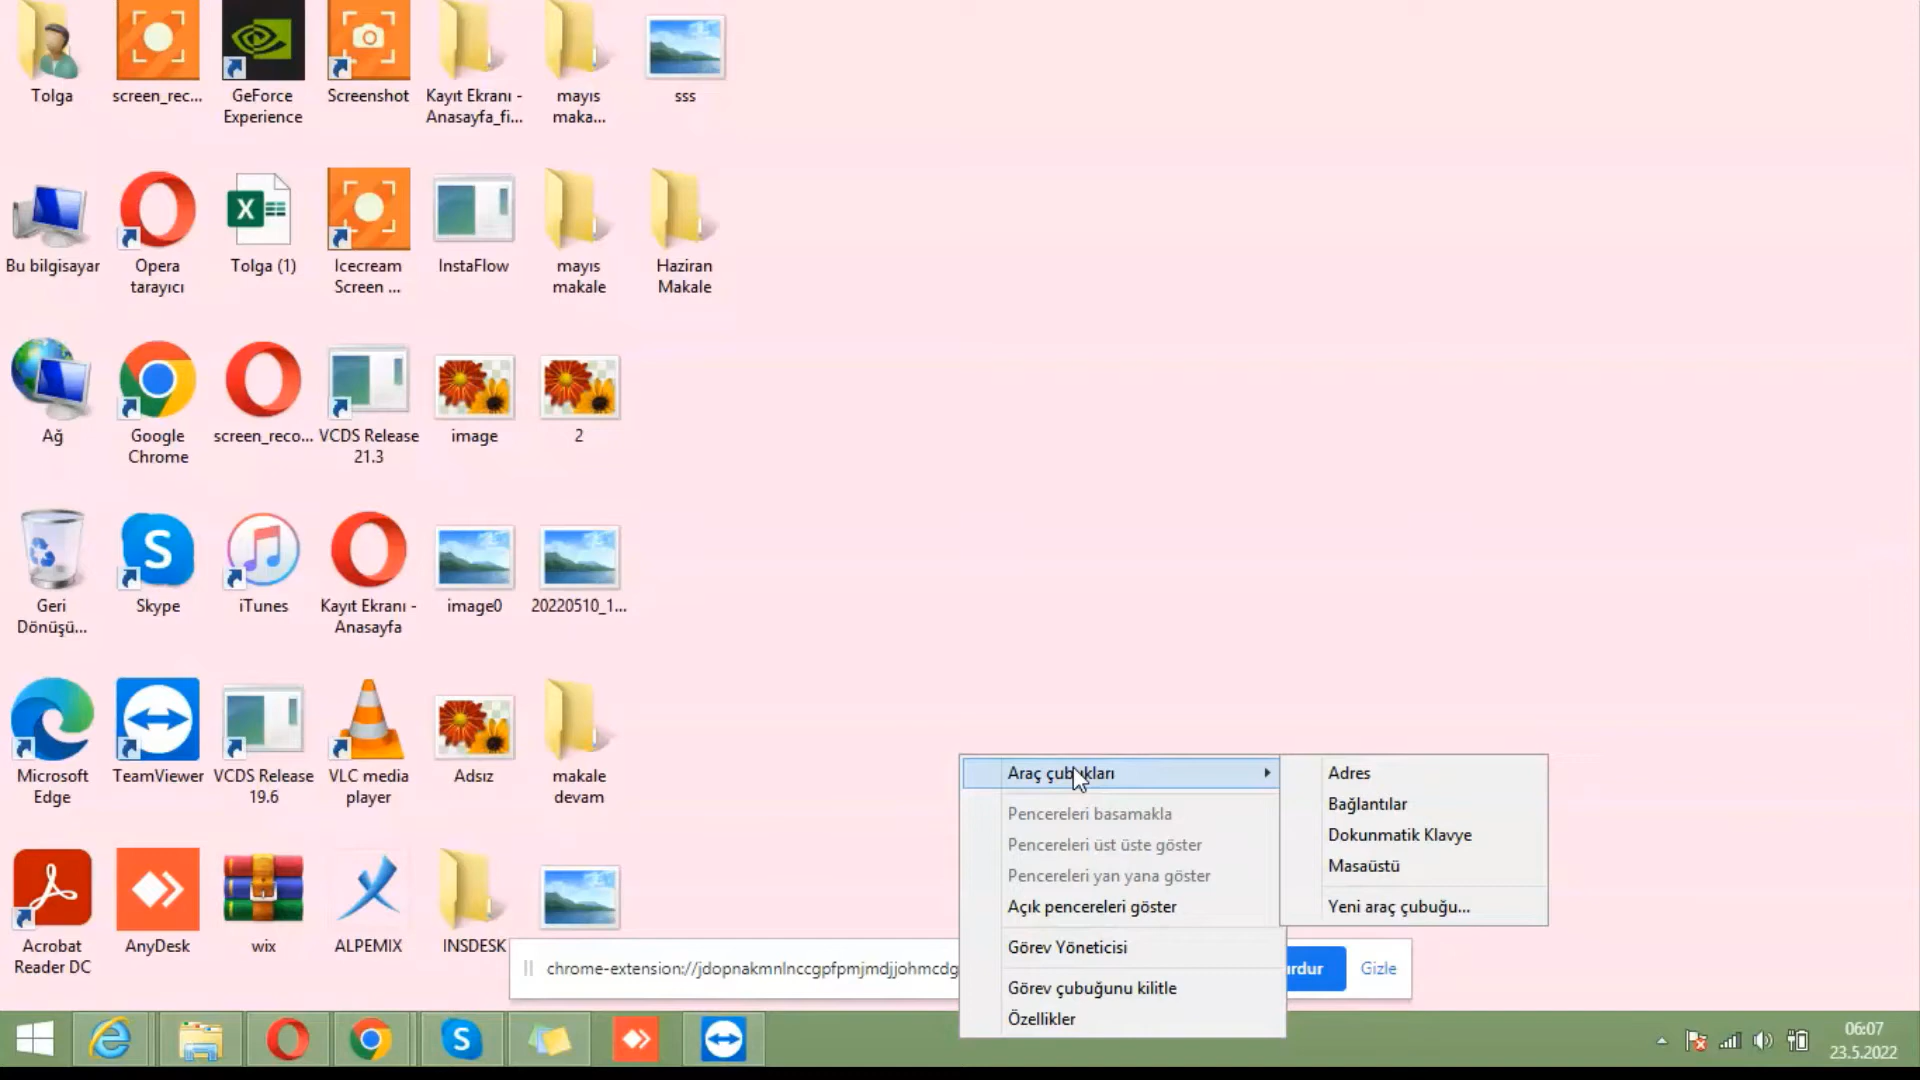 Tolga
screen_rec...
GeForce
Experience
Screenshot
Kayıt Ekranı -
Anasayfa_fi...
mayıs
maka...
sss
Bu bilgisayar
Opera
tarayıcı
Tolga (1)
Icecream
Screen ...
InstaFlow
mayıs
makale
Haziran
Makale
Ağ
Google
Chrome
screen_reco...
VCDS Release
21.3
image
2
Geri
Dönüşü...
Skype
iTunes
Kayıt Ekranı -
Anasayfa
image0
20220510_1...
Microsoft
Edge
TeamViewer
VCDS Release
19.6
VLC media
player
Adsız
makale
devam
Acrobat
Reader DC
AnyDesk
wix
ALPEMIX
INSDESK
Araç çubukları
Pencereleri basamakla
Pencereleri üst üste göster
Pencereleri yan yana göster
Açık pencereleri göster
Görev Yöneticisi
Görev çubuğunu kilitle
Özellikler
Adres
Bağlantılar
Dokunmatik Klavye
Masaüstü
Yeni araç çubuğu...
chrome-extension://jdopnakmnlnccgpfpmjmdjjohmcdg
Gizle
06:07
23.5.2022